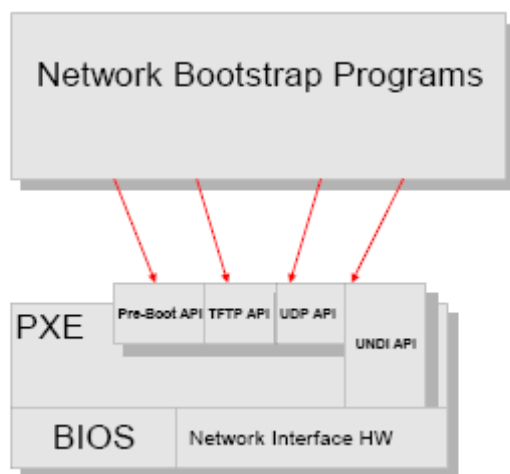 Network Bootstrap Programs
Pre-Boot API TFTP API UDP API
PXE
UNDI API
BIOS Network Interface HW